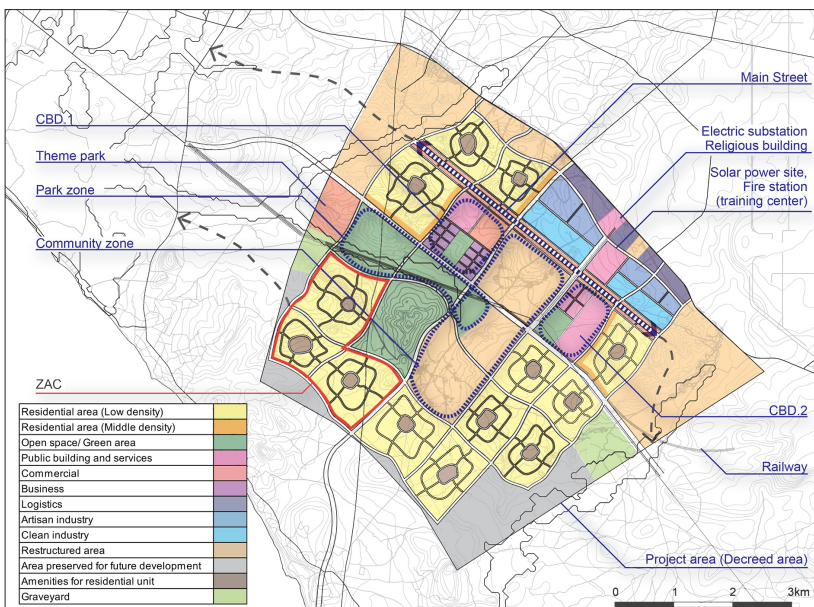 Main Street
CBD.1
Electric substation
Religious building
Theme park
Solar power site,
Fire station
(training center)
Park zone
Community zone
ZAC
CBD.2
Railway
Project area (Decreed area)
Residential area (Low density)
Residential area (Middle density)
Open space/ Green area
Public building and services
Commercial
Business
Logistics
Artisan industry
Clean industry
Restructured area
Area preserved for future development
Amenities for residential unit
Graveyard
0 1 2 3km